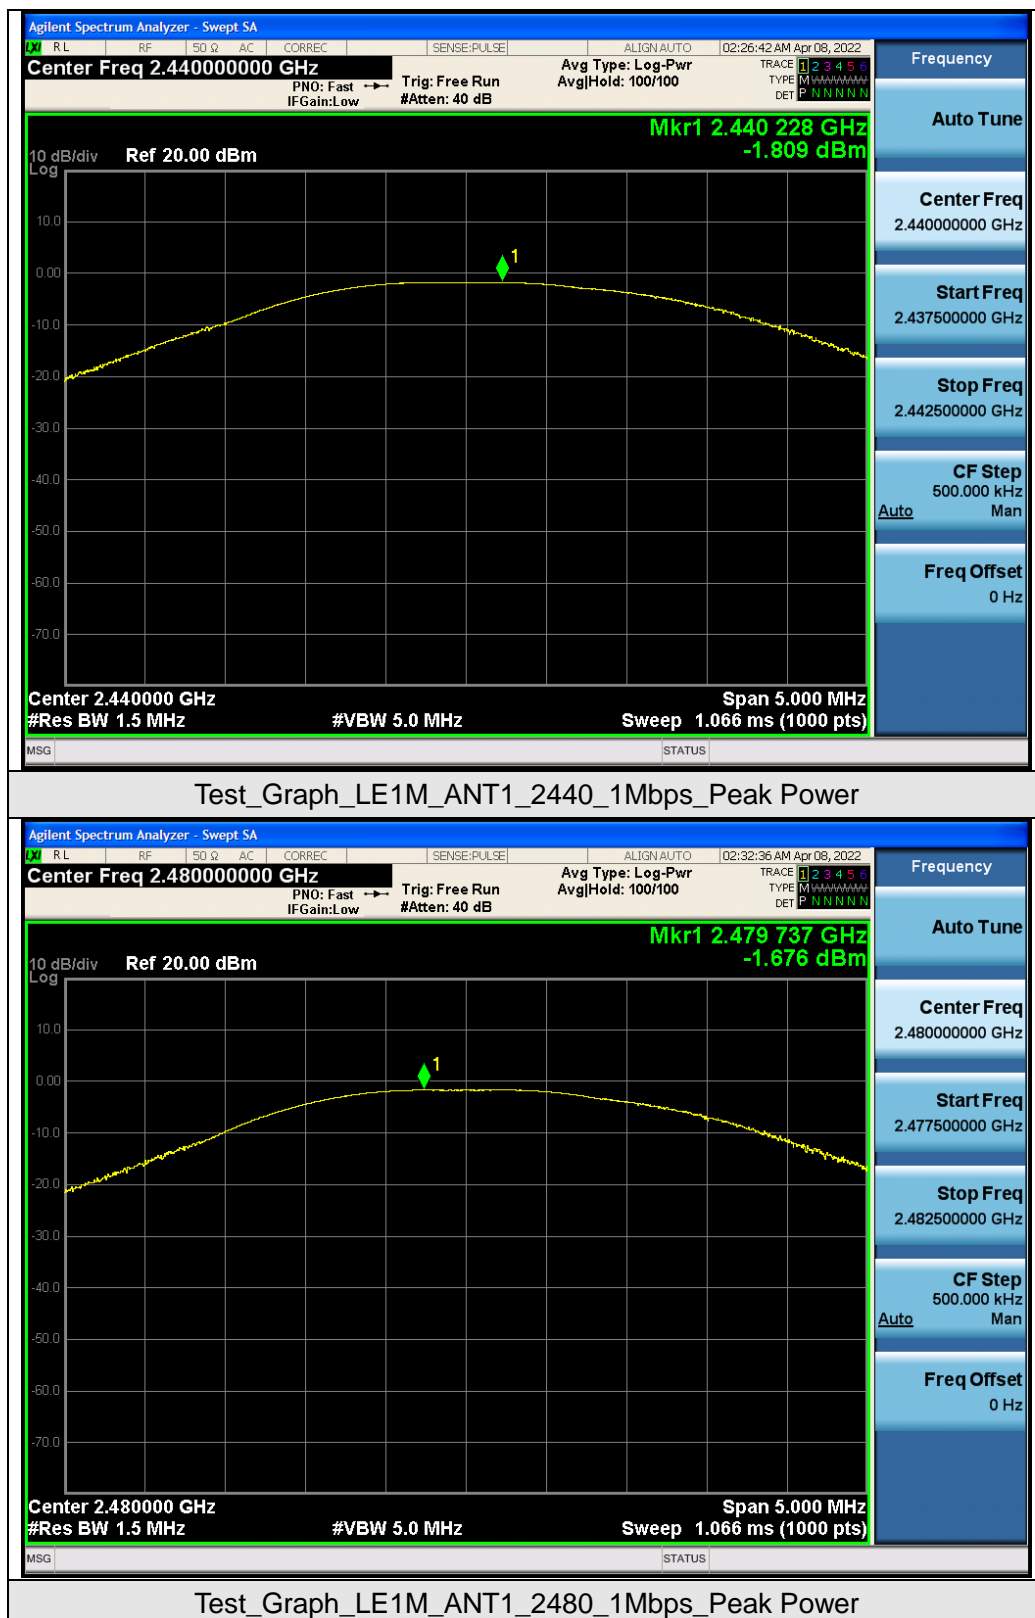 Agilent Spectrum Analyzer - Swept SA
LXI RL RF 50 Ω AC CORREC SENSE:PULSE ALIGN AUTO 02:26:42 AM Apr 08, 2022
Center Freq 2.440000000 GHz
PNO: Fast
IFGain:Low
Trig: Free Run
#Atten: 40 dB
Avg Type: Log-Pwr
Avg|Hold: 100/100
TRACE 1 2 3 4 5 6
TYPE M WWWWW
DET P N N N N N
Frequency
Auto Tune
Center Freq
2.440000000 GHz
Start Freq
2.437500000 GHz
Stop Freq
2.442500000 GHz
CF Step
500.000 kHz
Auto Man
Freq Offset
0 Hz
Mkr1 2.440 228 GHz
-1.809 dBm
10 dB/div Ref 20.00 dBm
Log
10.0
0.00
-10.0
-20.0
-30.0
-40.0
-50.0
-60.0
-70.0
1
Center 2.440000 GHz Span 5.000 MHz
#Res BW 1.5 MHz #VBW 5.0 MHz Sweep 1.066 ms (1000 pts)
MSG STATUS
Test_Graph_LE1M_ANT1_2440_1Mbps_Peak Power
Agilent Spectrum Analyzer - Swept SA
LXI RL RF 50 Ω AC CORREC SENSE:PULSE ALIGN AUTO 02:32:36 AM Apr 08, 2022
Center Freq 2.480000000 GHz
PNO: Fast
IFGain:Low
Trig: Free Run
#Atten: 40 dB
Avg Type: Log-Pwr
Avg|Hold: 100/100
TRACE 1 2 3 4 5 6
TYPE M WWWWW
DET P N N N N N
Frequency
Auto Tune
Center Freq
2.480000000 GHz
Start Freq
2.477500000 GHz
Stop Freq
2.482500000 GHz
CF Step
500.000 kHz
Auto Man
Freq Offset
0 Hz
Mkr1 2.479 737 GHz
-1.676 dBm
10 dB/div Ref 20.00 dBm
Log
10.0
0.00
-10.0
-20.0
-30.0
-40.0
-50.0
-60.0
-70.0
1
Center 2.480000 GHz Span 5.000 MHz
#Res BW 1.5 MHz #VBW 5.0 MHz Sweep 1.066 ms (1000 pts)
MSG STATUS
Test_Graph_LE1M_ANT1_2480_1Mbps_Peak Power